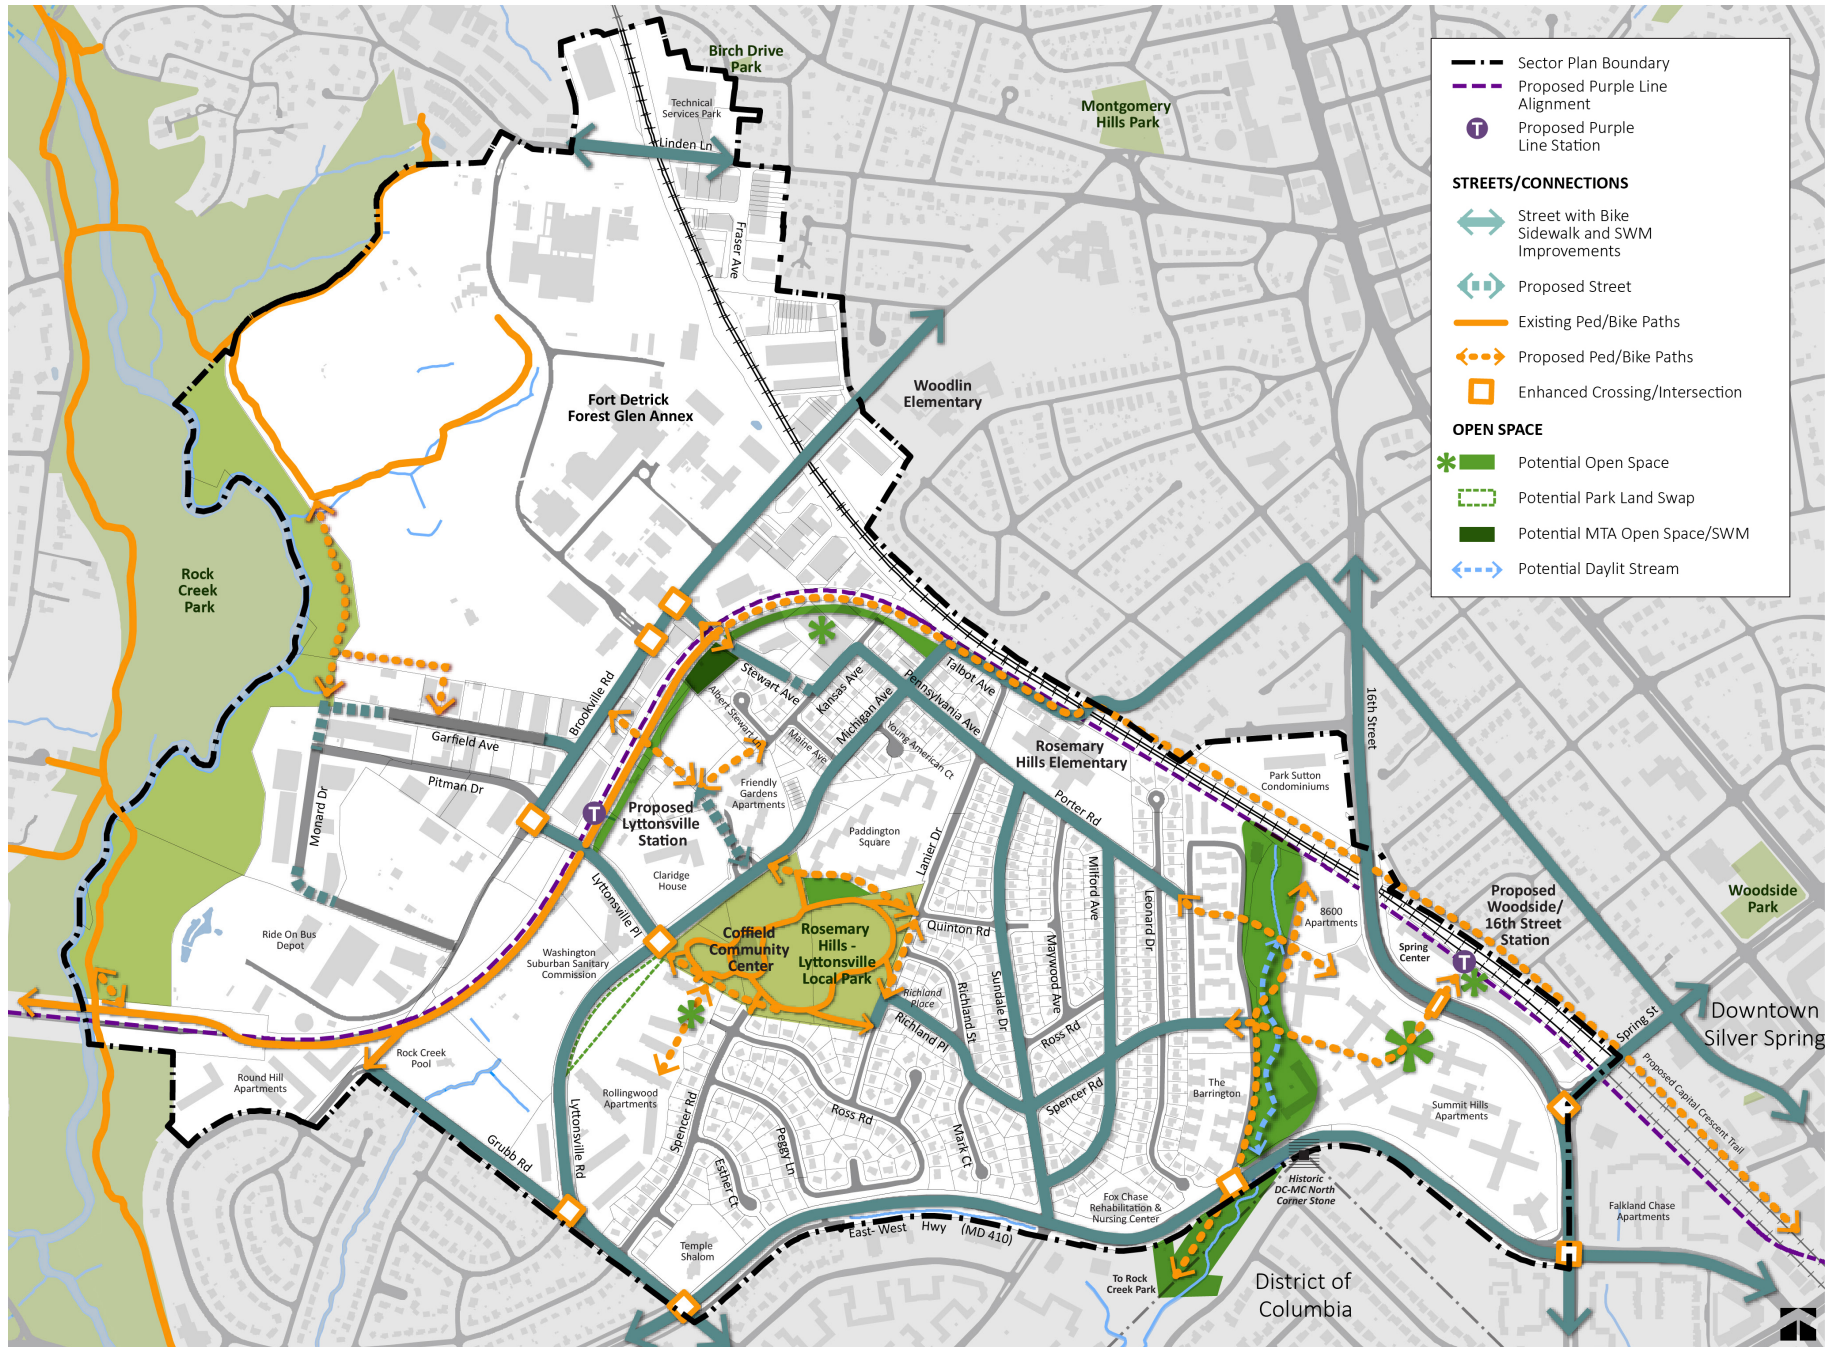 Birch Drive
Park
Technical
Services Park
Linden Ln
Montgomery
Hills Park
Fraser Ave
Sector Plan Boundary
Proposed Purple Line
Alignment
T
Proposed Purple
Line Station
STREETS/CONNECTIONS
Street with Bike
Sidewalk and SWM
Improvements
Proposed Street
Existing Ped/Bike Paths
Proposed Ped/Bike Paths
Enhanced Crossing/Intersection
OPEN SPACE
Potential Open Space
Potential Park Land Swap
Potential MTA Open Space/SWM
Potential Daylit Stream
Fort Detrick
Forest Glen Annex
Woodlin
Elementary
Rock
Creek
Park
Brookville Rd
Stewart Ave
Albert Stewart Ln
Kansas Ave
Michigan Ave
Maine Ave
Pennsylvania Ave
Talbot Ave
Young American Ct
16th Street
Garfield Ave
Pitman Dr
Monard Dr
Rosemary
Hills Elementary
Park Sutton
Condominiums
Friendly
Gardens
Apartments
T
Proposed
Lyttonsville
Station
Porter Rd
Paddington
Square
Lanier Dr
Claridge
House
Lyttonsville Pl
Milford Ave
Leonard Dr
Proposed
Woodside/
16th Street
Station
Woodside
Park
8600
Apartments
Spring
Center
T
Ride On Bus
Depot
Washington
Suburban Sanitary
Commission
Coffield
Community
Center
Rosemary
Hills -
Lyttonsville
Local Park
Quinton Rd
Maywood Ave
Sundale Dr
Richland
Place
Richland St
Richland Pl
Ross Rd
Spring St
Downtown
Silver Spring
Rock Creek
Pool
Round Hill
Apartments
Rollingwood
Apartments
Lyttonsville Rd
Grubb Rd
Spencer Rd
Ross Rd
Peggy Ln
Esther Ct
Mark Ct
Spencer Rd
The
Barrington
Summit Hills
Apartments
Proposed Capital Crescent Trail
Historic
DC-MC North
Corner Stone
Fox Chase
Rehabilitation &
Nursing Center
Falkland Chase
Apartments
Temple
Shalom
East- West Hwy (MD 410)
To Rock
Creek Park
District of
Columbia